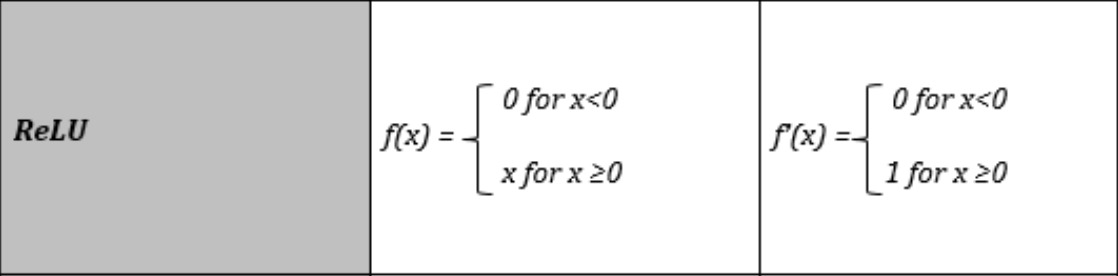 ReLU
f(x) = { 0 for x<0
x for x ≥0
f'(x) = { 0 for x<0
1 for x ≥0